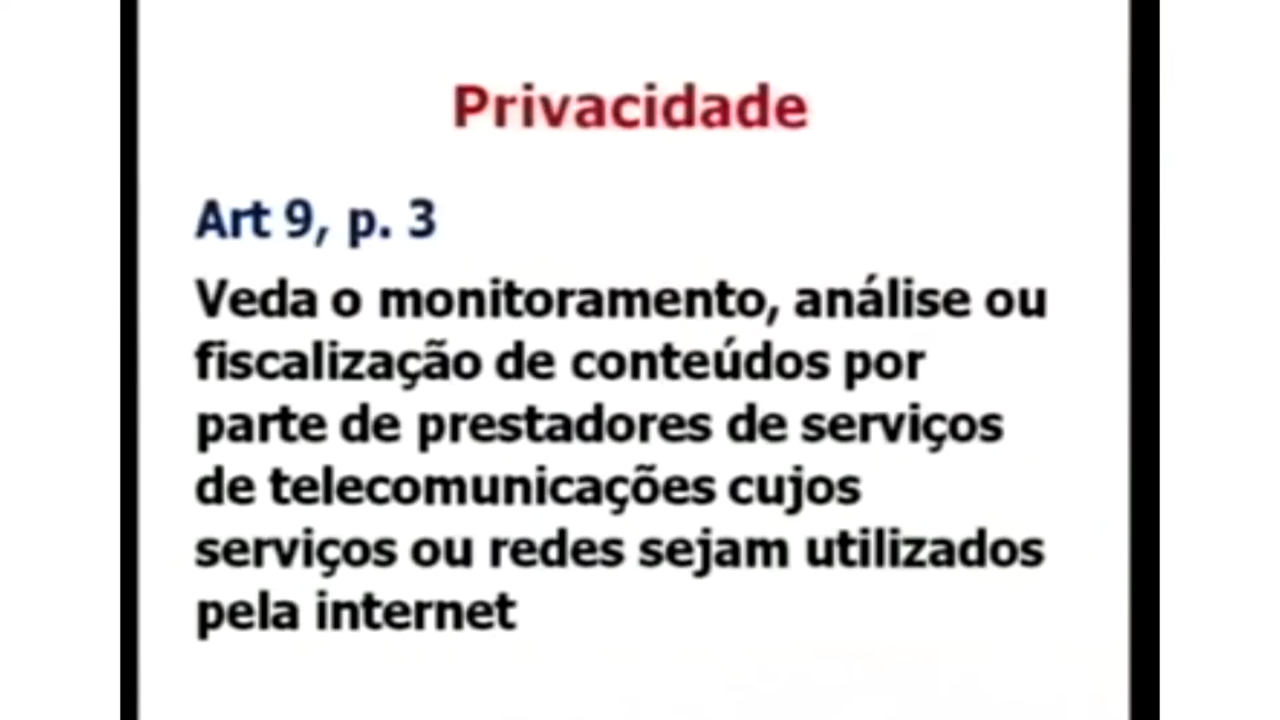 Privacidade
Art 9, p. 3
Veda o monitoramento, análise ou
fiscalização de conteúdos por
parte de prestadores de serviços
de telecomunicações cujos
serviços ou redes sejam utilizados
pela internet